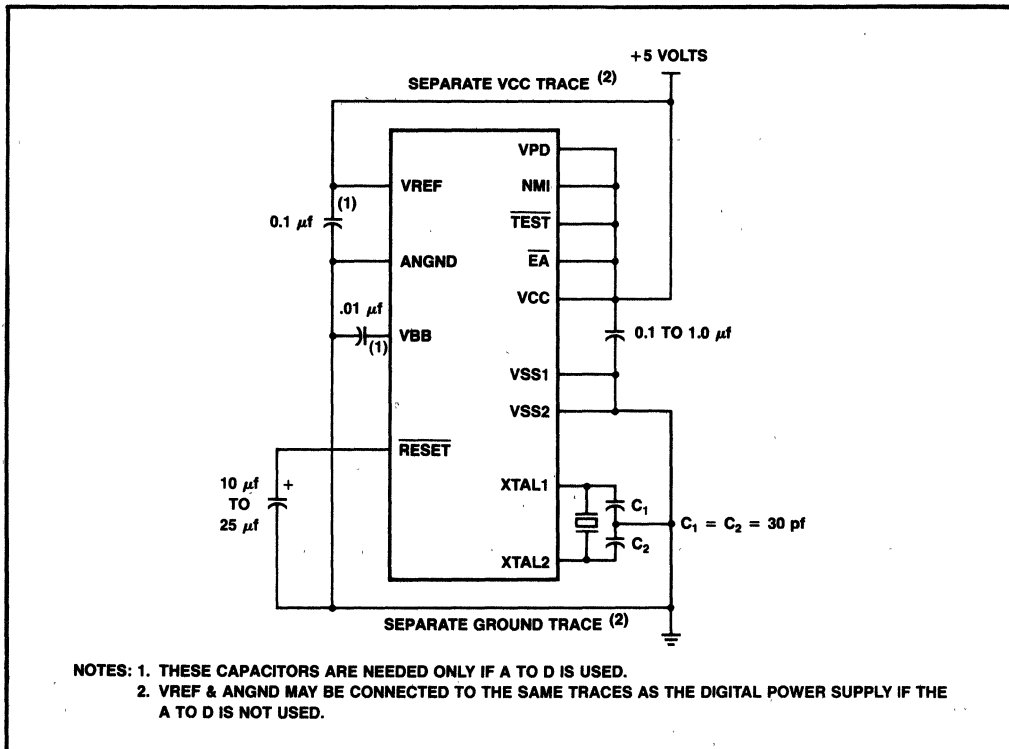 +5 VOLTS
SEPARATE VCC TRACE (2)
VPD
VREF
NMI
(1)
0.1 μf
TEST
ANGND
EA
VCC
.01 μf
VBB
(1)
0.1 TO 1.0 μf
VSS1
VSS2
RESET
10 μf
+
TO
25 μf
XTAL1
C1
C1 = C2 = 30 pf
C2
XTAL2
SEPARATE GROUND TRACE (2)
NOTES: 1. THESE CAPACITORS ARE NEEDED ONLY IF A TO D IS USED.
2. VREF & ANGND MAY BE CONNECTED TO THE SAME TRACES AS THE DIGITAL POWER SUPPLY IF THE
A TO D IS NOT USED.